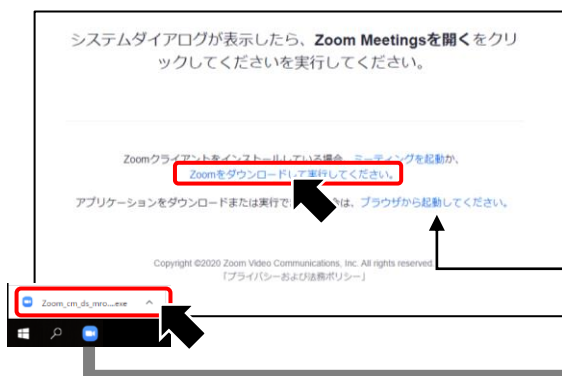 システムダイアログが表示したら、Zoom Meetingsを開くをクリ
ックしてくださいを実行してください。
Zoomクライアントをインストールしている場合、ミーティングを起動か、
Zoomをダウンロードして実行してください。
アプリケーションをダウンロードまたは実行で は、ブラウザから起動してください。
Copyright ©2020 Zoom Video Communications, Inc. All rights reserved.
「プライバシーおよび法務ポリシー」
Zoom_cm_ds_mro....exe